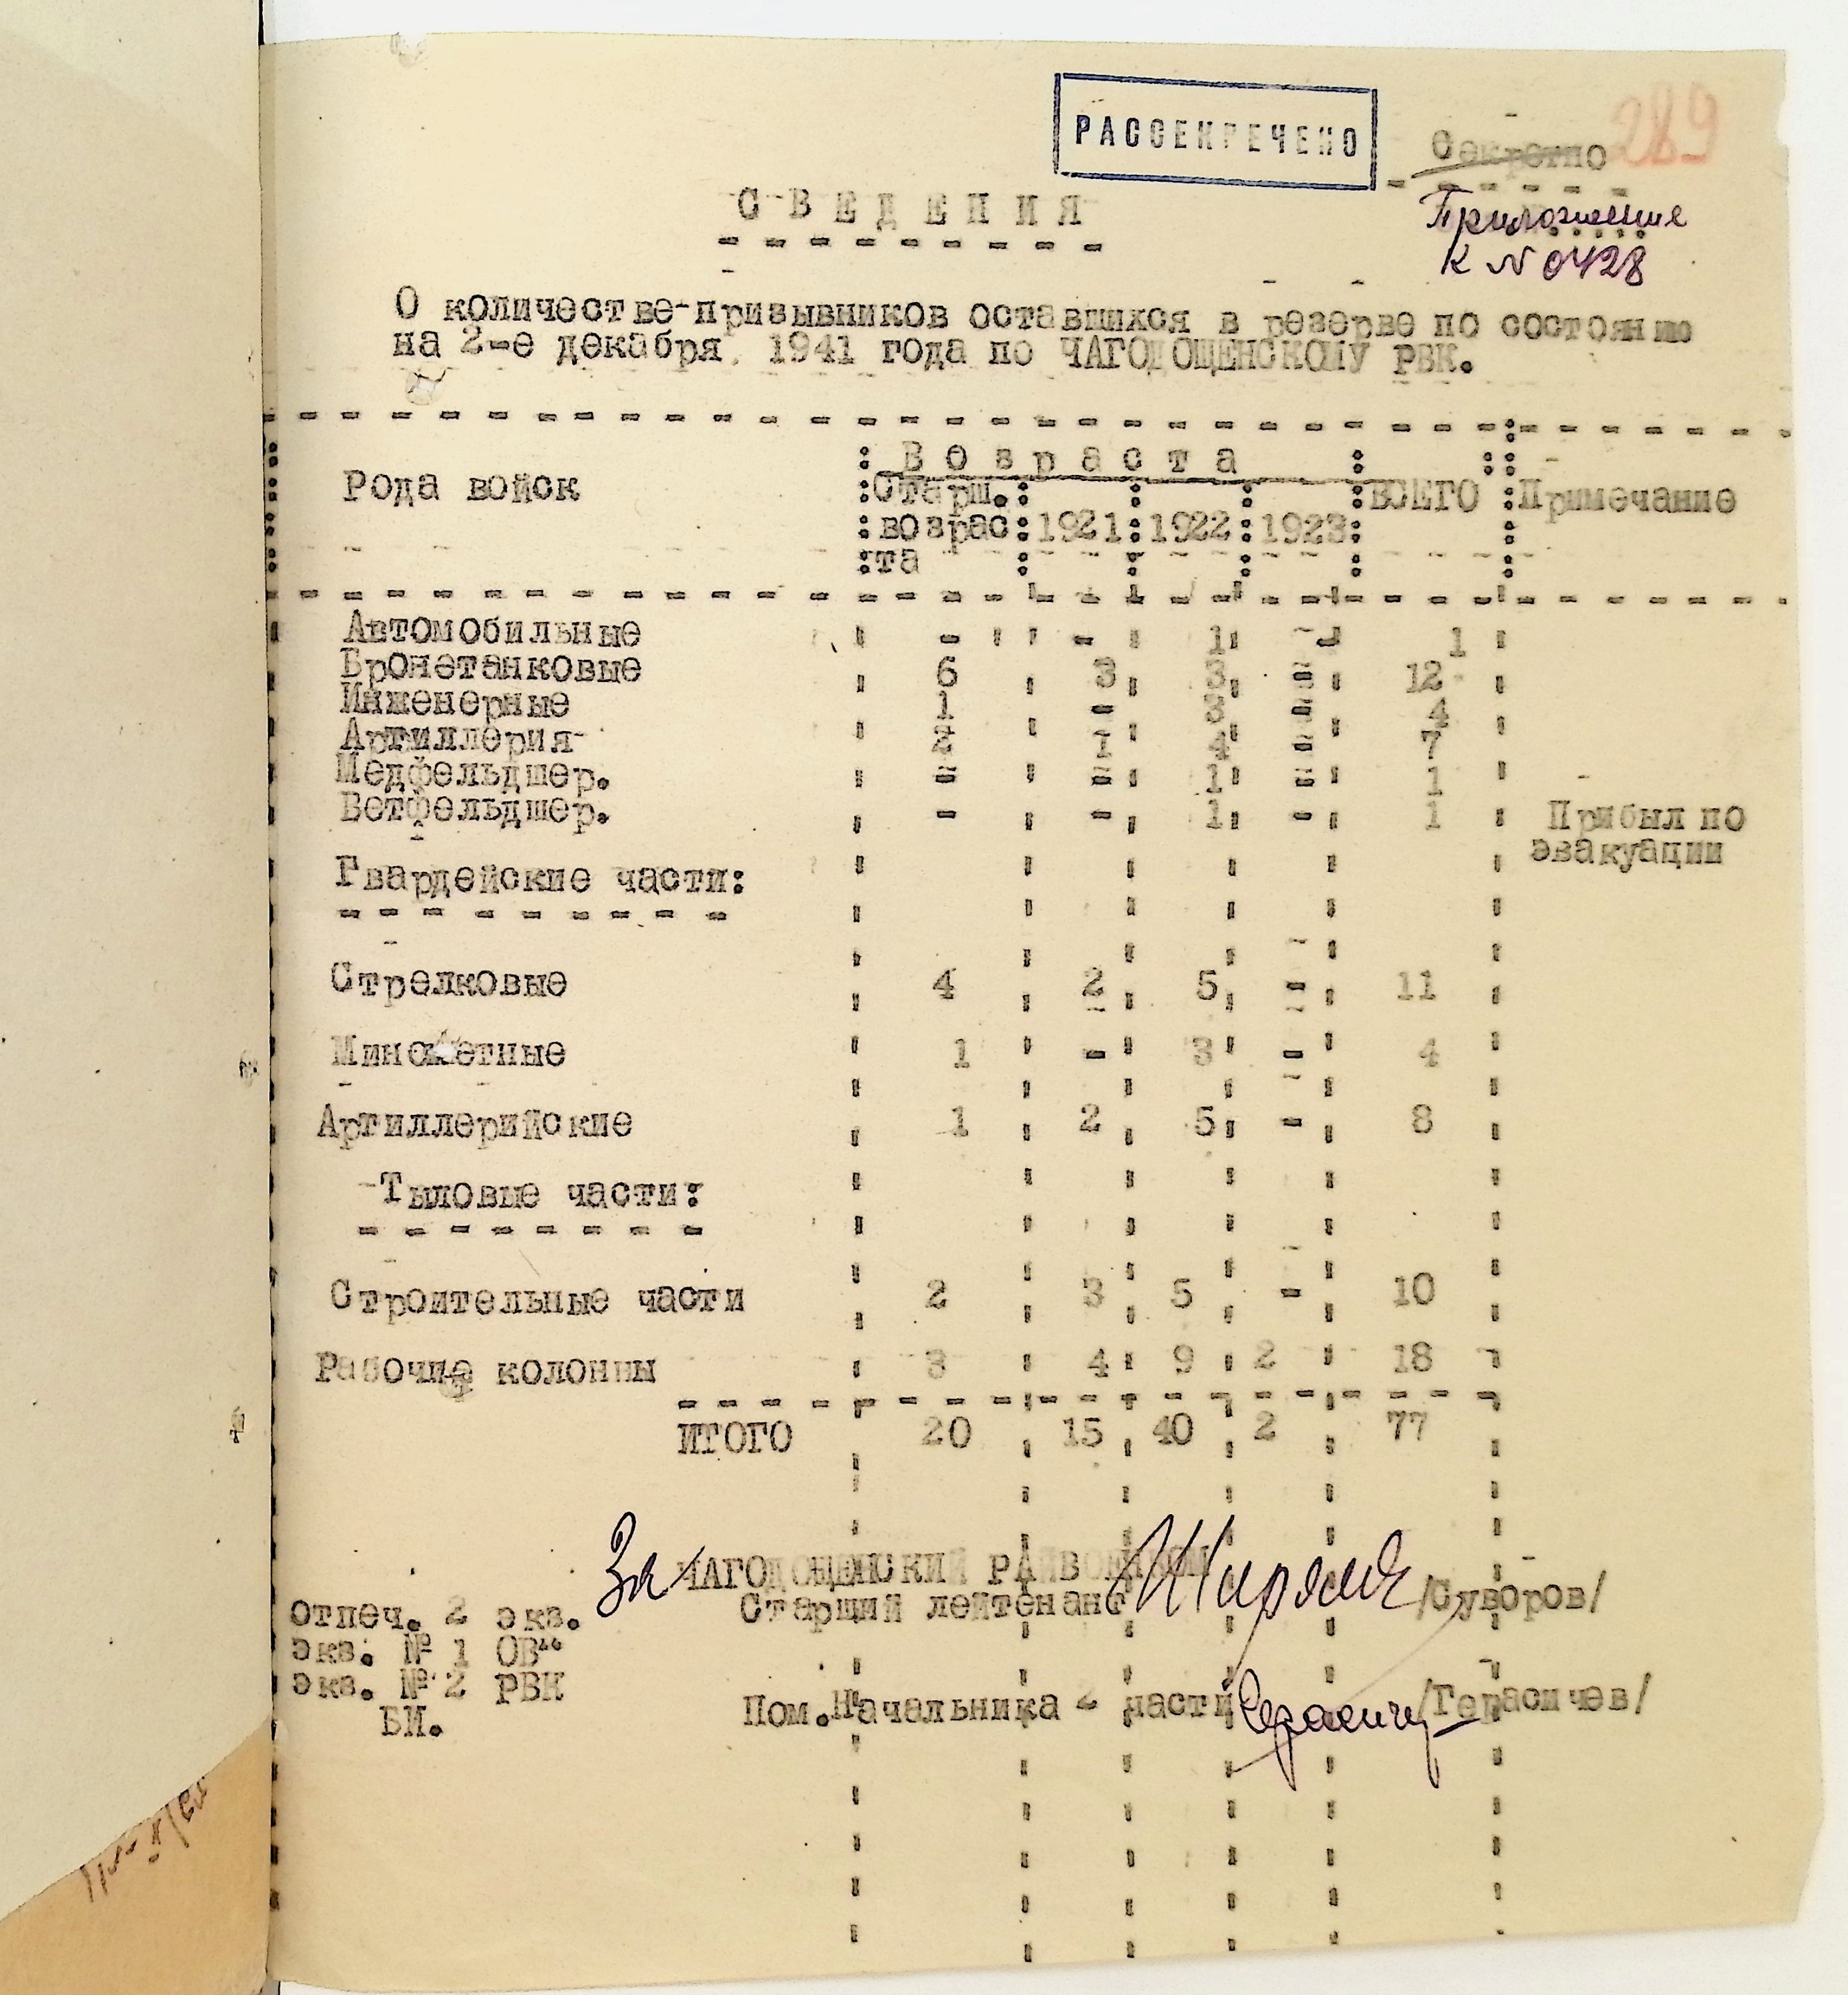 РАССЕКРЕЧЕНО
289
Секретно
Приложение
к № 0428
СВЕДЕНИЯ
О количестве призывников оставшихся в резерве по состоянию
на 2-е декабря 1941 года по ЧАГОДОЩЕНСКОМУ РВК.
Рода войск : Возраста : ВСЕГО : Примечание
:Старш. : 1921 : 1922 : 1923 :
:возрас
:та
Автомобильные - - 1 - 1
Бронетанковые 6 3 3 = 12
Инженерные 1 - 3 = 4
Артиллерия 2 1 4 = 7
Медфельдшер. = = 1 = 1
Ветфельдшер. - - 1 - 1 Прибыл по
эвакуации
Гвардейские части:
Стрелковые 4 2 5 - 11
Минометные 1 - 3 - 4
Артиллерийские 1 2 5 - 8
Тыловые части:
Строительные части 2 3 5 - 10
Рабочие колонны 3 4 9 2 18
ИТОГО 20 15 40 2 77
За ЧАГОДОЩЕНСКИЙ РАЙВОЕНКОМ
Старший лейтенант /Суворов/
Пом.Начальника 2 части /Герасичев/
отпеч. 2 экз.
экз. № 1 ОВ"
экз. № 2 РВК
БИ.